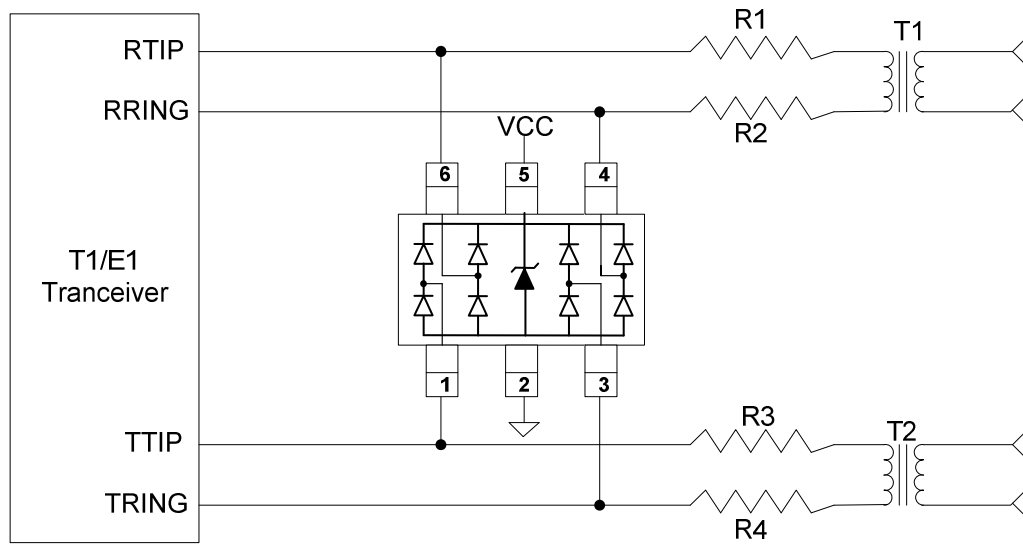 R1
T1
RTIP
RRING
R2
VCC
6
5
4
T1/E1
Tranceiver
1
2
3
R3
T2
TTIP
TRING
R4